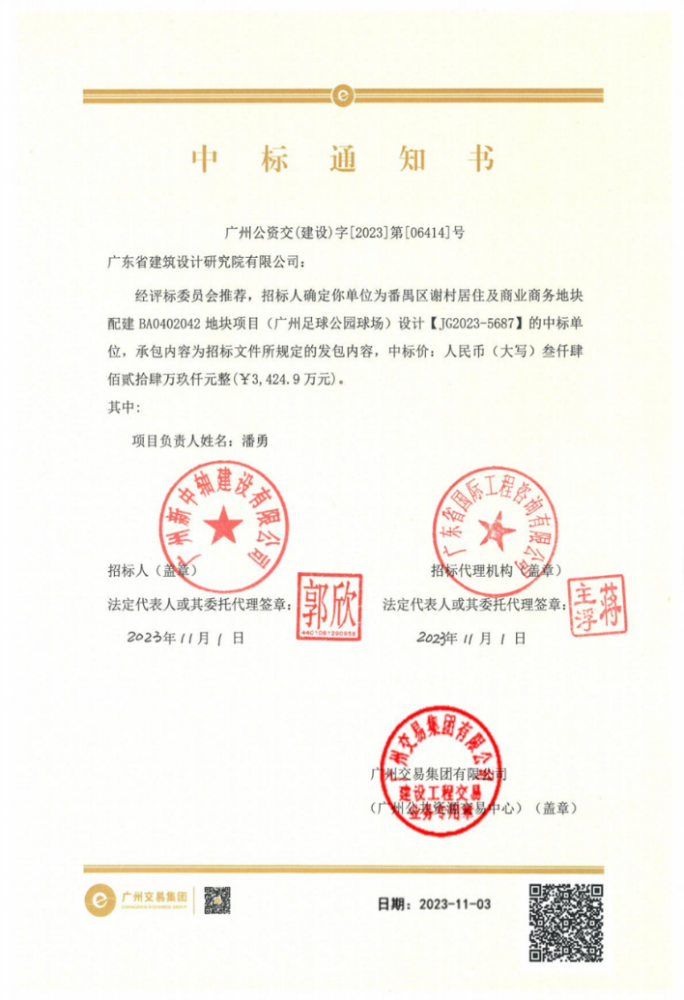 中标通知书
广州公资交(建设)字[2023]第[06414]号
广东省建筑设计研究院有限公司：
经评标委员会推荐，招标人确定你单位为番禺区谢村居住及商业商务地块
配建 BA0402042 地块项目（广州足球公园球场）设计【JG2023-5687】的中标单
位，承包内容为招标文件所规定的发包内容，中标价：人民币（大写）叁仟肆
佰贰拾肆万玖仟元整(￥3,424.9 万元)。
其中:
项目负责人姓名：潘勇
广州新中轴建设有限公司
广东省国际工程咨询有限公司
招标人（盖章）
招标代理机构（盖章）
法定代表人或其委托代理签章：
郭欣
4401061290958
法定代表人或其委托代理签章：
蒋主浮
2023年11月1日
2023年11月1日
广州交易集团有限公司
建设工程交易
业务专用章
广州交易集团有限公司
（广州公共资源交易中心）（盖章）
广州交易集团
GUANGZHOU EXCHANGE GROUP
日期：2023-11-03